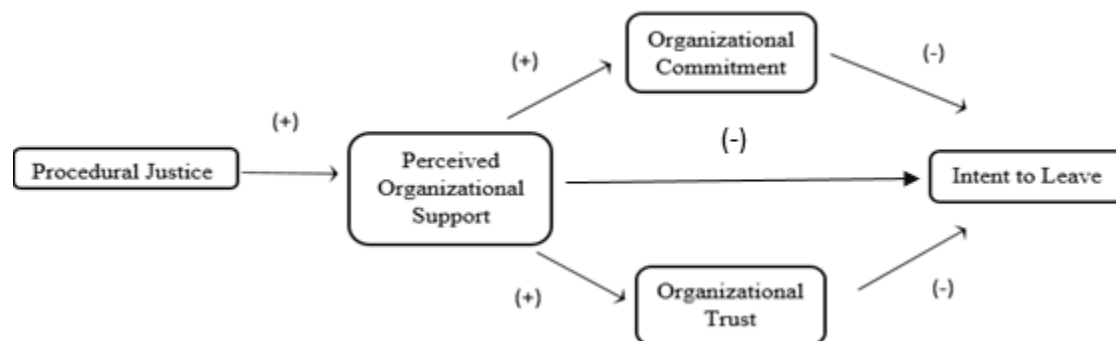 Procedural Justice
(+)
Perceived
Organizational
Support
(+)
Organizational
Commitment
(-)
(-)
Intent to Leave
(+)
Organizational
Trust
(-)